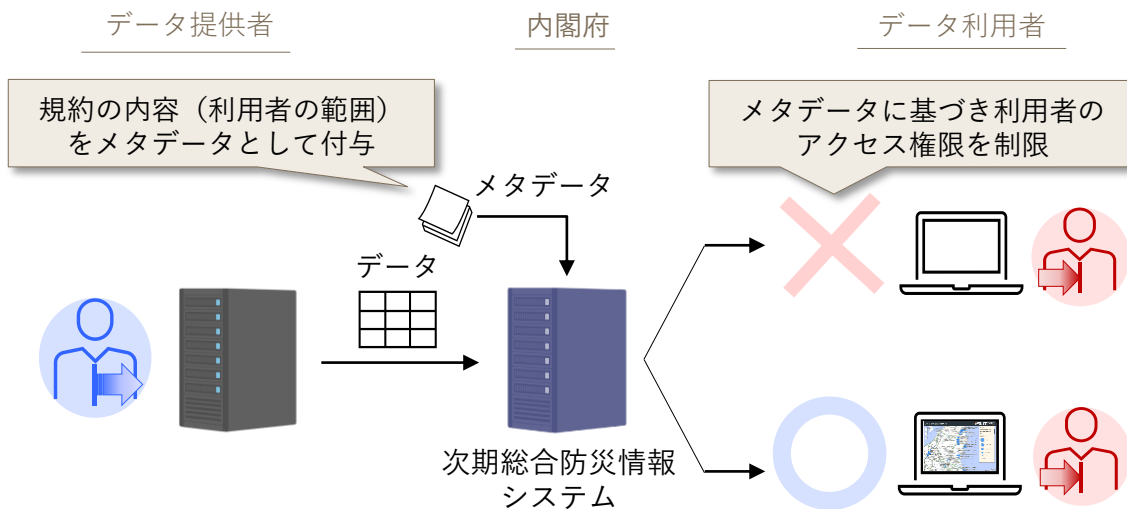 データ提供者
内閣府
データ利用者
規約の内容（利用者の範囲）
をメタデータとして付与
メタデータに基づき利用者の
アクセス権限を制限
メタデータ
データ
次期総合防災情報
システム